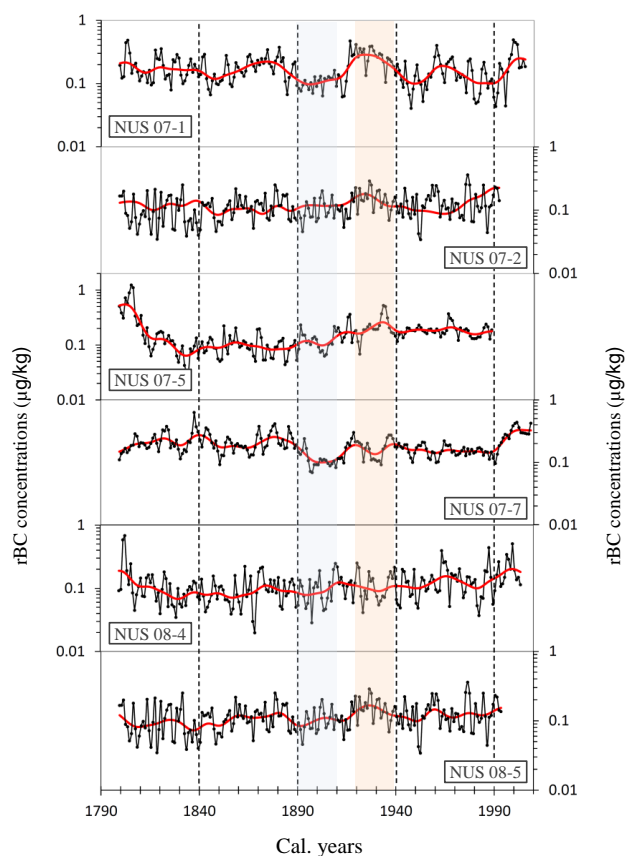 1
0.1
0.01
NUS 07-1
1
0.1
0.01
NUS 07-2
1
0.1
0.01
NUS 07-5
1
0.1
0.01
NUS 07-7
1
0.1
0.01
NUS 08-4
1
0.1
0.01
NUS 08-5
rBC concentrations (µg/kg)
rBC concentrations (µg/kg)
1790 1840 1890 1940 1990
Cal. years